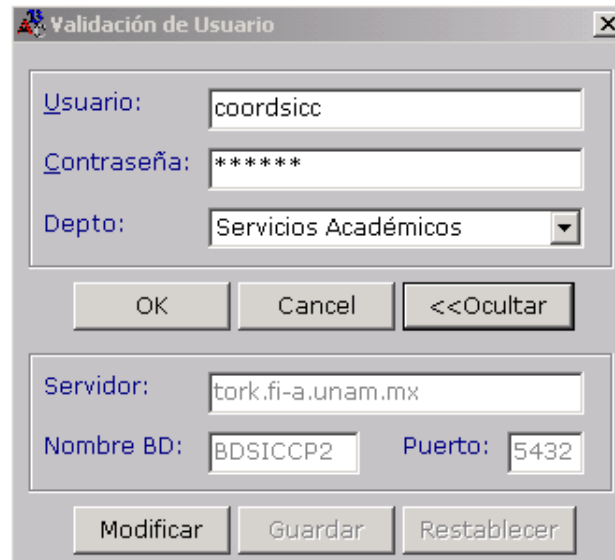 Validación de Usuario
Usuario: coordsicc
Contraseña: ******
Depto: Servicios Académicos
OK Cancel <<Ocultar
Servidor: tork.fi-a.unam.mx
Nombre BD: BDSICCP2 Puerto: 5432
Modificar Guardar Restablecer